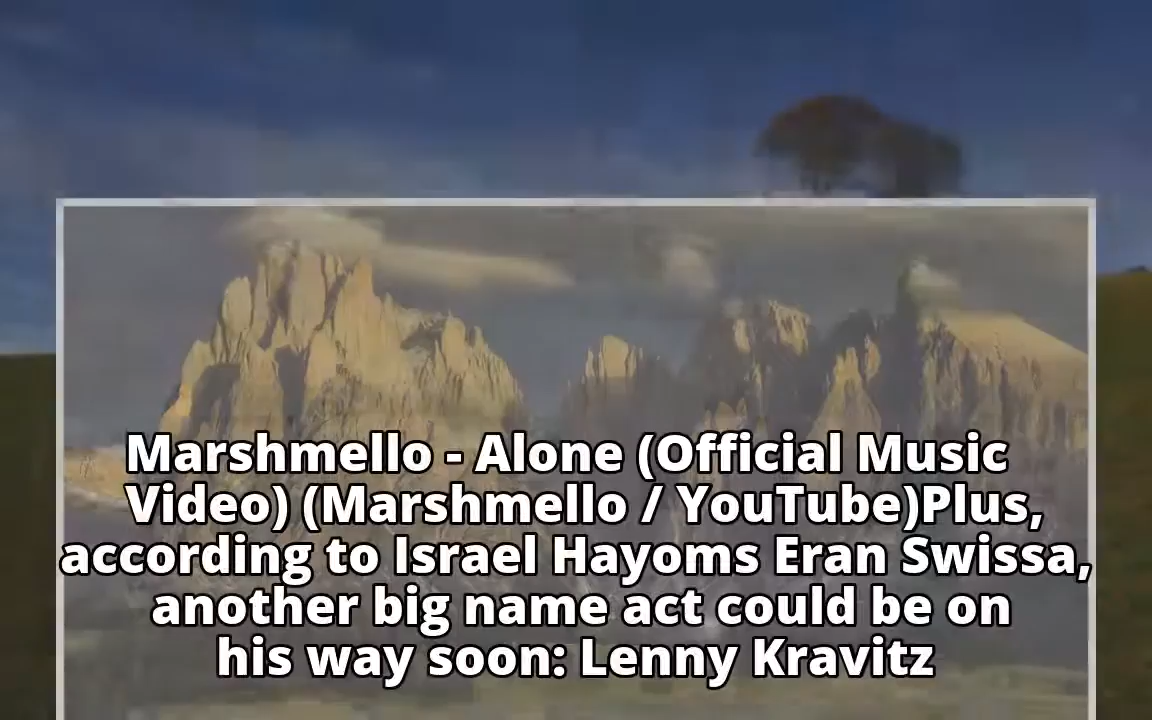 Marshmello - Alone (Official Music
Video) (Marshmello / YouTube)Plus,
according to Israel Hayoms Eran Swissa,
another big name act could be on
his way soon: Lenny Kravitz